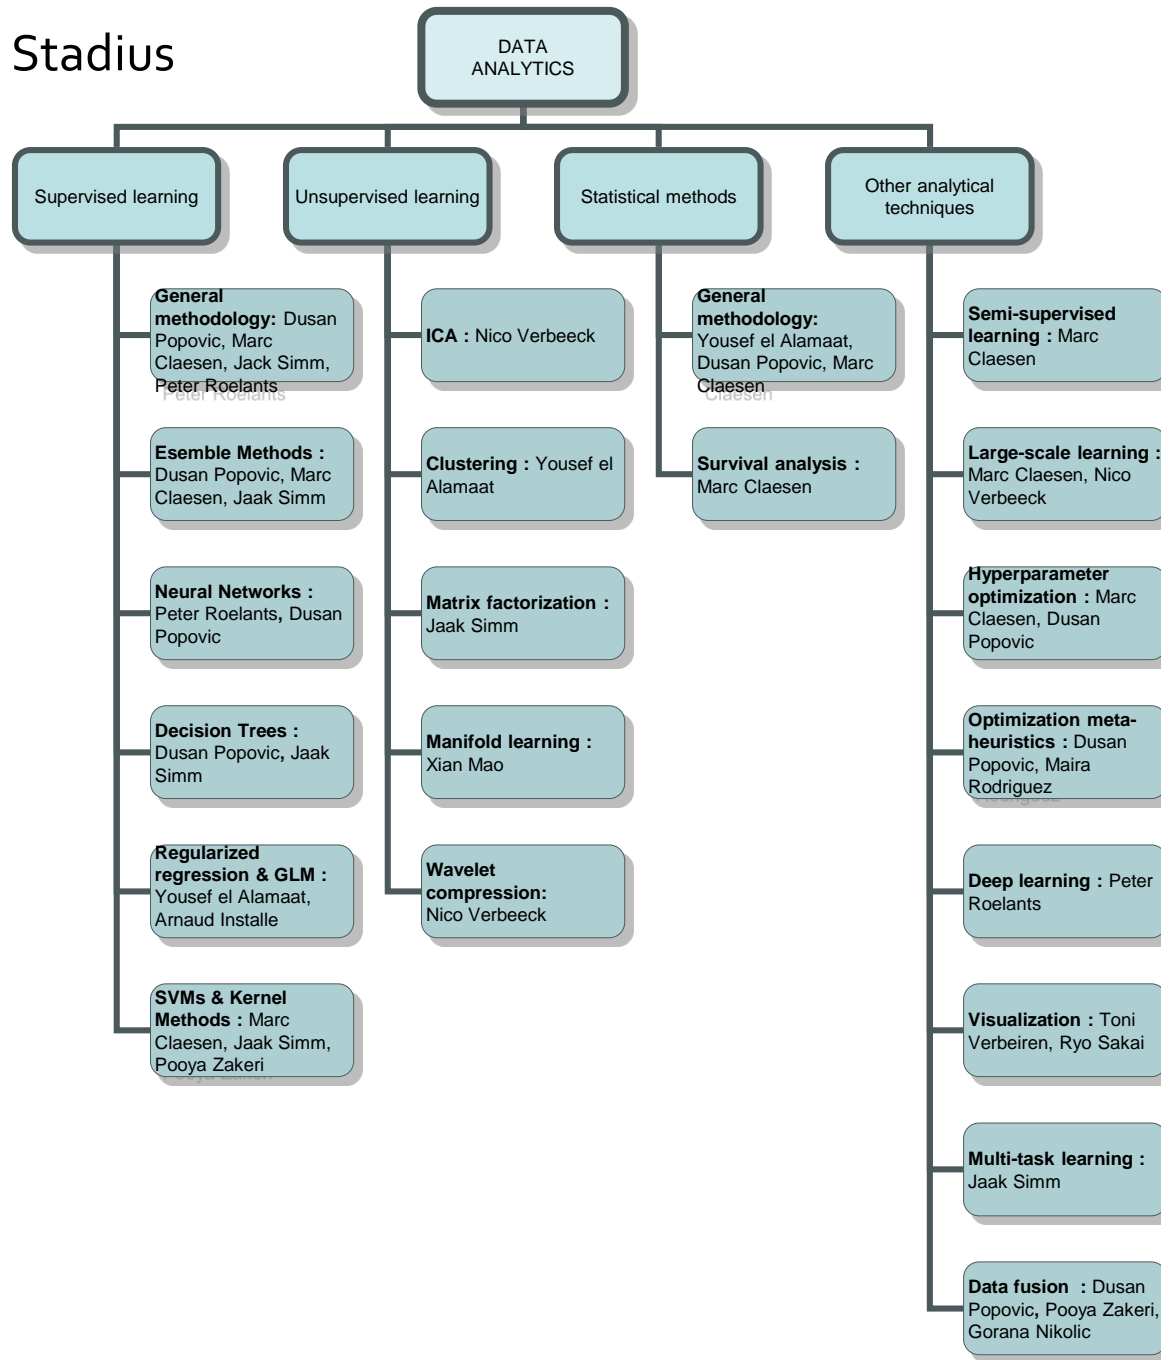 Stadius
DATA
ANALYTICS
Supervised learning
Unsupervised learning
Statistical methods
Other analytical
techniques
General
methodology: Dusan
Popovic, Marc
Claesen, Jack Simm,
Peter Roelants
Esemble Methods :
Dusan Popovic, Marc
Claesen, Jaak Simm
Neural Networks :
Peter Roelants, Dusan
Popovic
Decision Trees :
Dusan Popovic, Jaak
Simm
Regularized
regression & GLM :
Yousef el Alamaat,
Arnaud Installe
SVMs & Kernel
Methods : Marc
Claesen, Jaak Simm,
Pooya Zakeri
ICA : Nico Verbeeck
Clustering : Yousef el
Alamaat
Matrix factorization :
Jaak Simm
Manifold learning :
Xian Mao
Wavelet
compression:
Nico Verbeeck
General
methodology:
Yousef el Alamaat,
Dusan Popovic, Marc
Claesen
Survival analysis :
Marc Claesen
Semi-supervised
learning : Marc
Claesen
Large-scale learning :
Marc Claesen, Nico
Verbeeck
Hyperparameter
optimization : Marc
Claesen, Dusan
Popovic
Optimization meta-
heuristics : Dusan
Popovic, Maira
Rodriguez
Deep learning : Peter
Roelants
Visualization : Toni
Verbeiren, Ryo Sakai
Multi-task learning :
Jaak Simm
Data fusion : Dusan
Popovic, Pooya Zakeri,
Gorana Nikolic